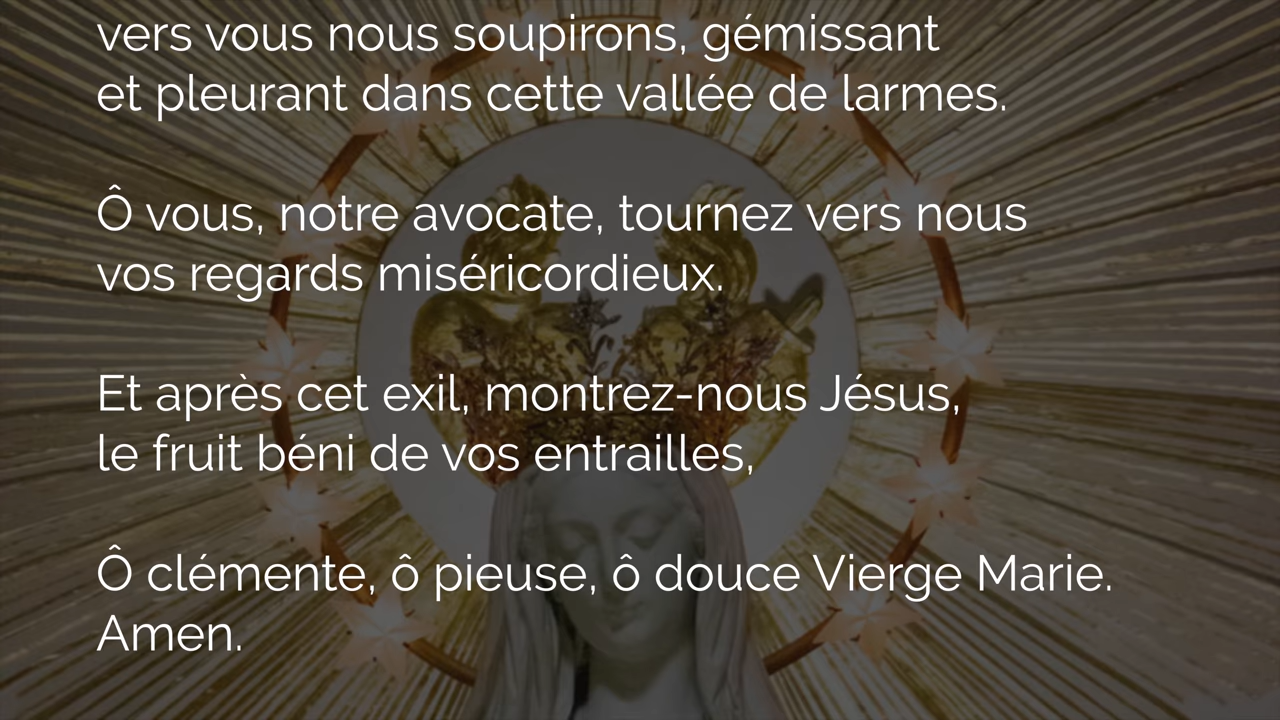 vers vous nous soupirons, gémissant
et pleurant dans cette vallée de larmes.
Ô vous, notre avocate, tournez vers nous
vos regards miséricordieux.
Et après cet exil, montrez-nous Jésus,
le fruit béni de vos entrailles,
Ô clémente, ô pieuse, ô douce Vierge Marie.
Amen.